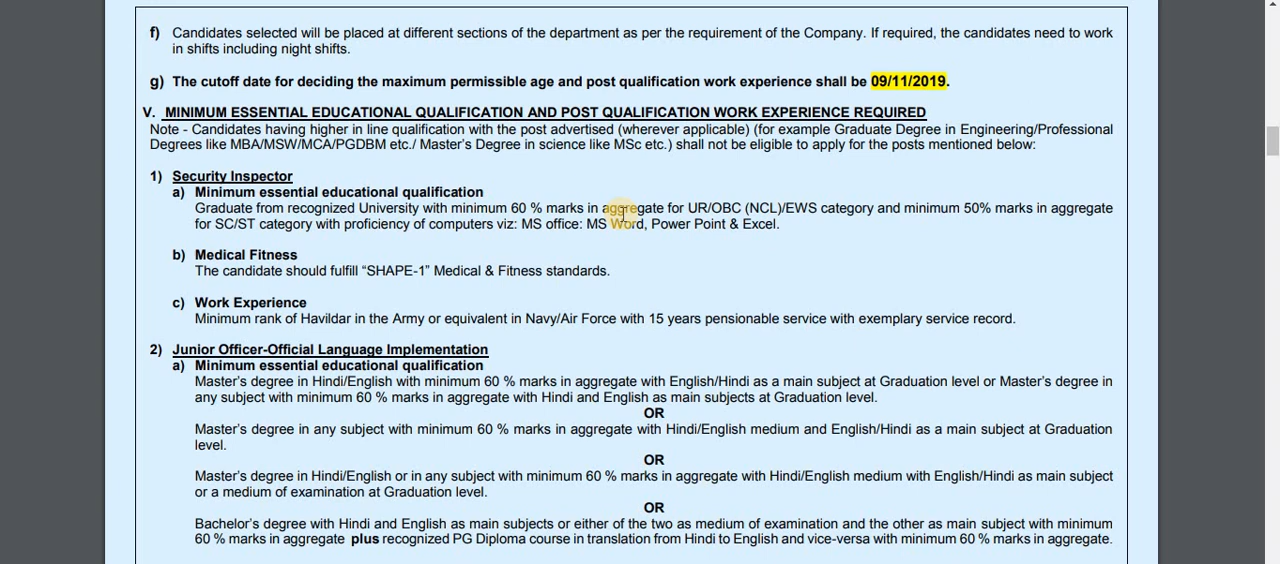 f) Candidates selected will be placed at different sections of the department as per the requirement of the Company. If required, the candidates need to work
in shifts including night shifts.
g) The cutoff date for deciding the maximum permissible age and post qualification work experience shall be 09/11/2019.
V. MINIMUM ESSENTIAL EDUCATIONAL QUALIFICATION AND POST QUALIFICATION WORK EXPERIENCE REQUIRED
Note - Candidates having higher in line qualification with the post advertised (wherever applicable) (for example Graduate Degree in Engineering/Professional
Degrees like MBA/MSW/MCA/PGDBM etc./ Master's Degree in science like MSc etc.) shall not be eligible to apply for the posts mentioned below:
1) Security Inspector
a) Minimum essential educational qualification
Graduate from recognized University with minimum 60 % marks in aggregate for UR/OBC (NCL)/EWS category and minimum 50% marks in aggregate
for SC/ST category with proficiency of computers viz: MS office: MS Word, Power Point & Excel.
b) Medical Fitness
The candidate should fulfill “SHAPE-1” Medical & Fitness standards.
c) Work Experience
Minimum rank of Havildar in the Army or equivalent in Navy/Air Force with 15 years pensionable service with exemplary service record.
2) Junior Officer-Official Language Implementation
a) Minimum essential educational qualification
Master's degree in Hindi/English with minimum 60 % marks in aggregate with English/Hindi as a main subject at Graduation level or Master's degree in
any subject with minimum 60 % marks in aggregate with Hindi and English as main subjects at Graduation level.
OR
Master's degree in any subject with minimum 60 % marks in aggregate with Hindi/English medium and English/Hindi as a main subject at Graduation
level.
OR
Master's degree in Hindi/English or in any subject with minimum 60 % marks in aggregate with Hindi/English medium with English/Hindi as main subject
or a medium of examination at Graduation level.
OR
Bachelor's degree with Hindi and English as main subjects or either of the two as medium of examination and the other as main subject with minimum
60 % marks in aggregate plus recognized PG Diploma course in translation from Hindi to English and vice-versa with minimum 60 % marks in aggregate.